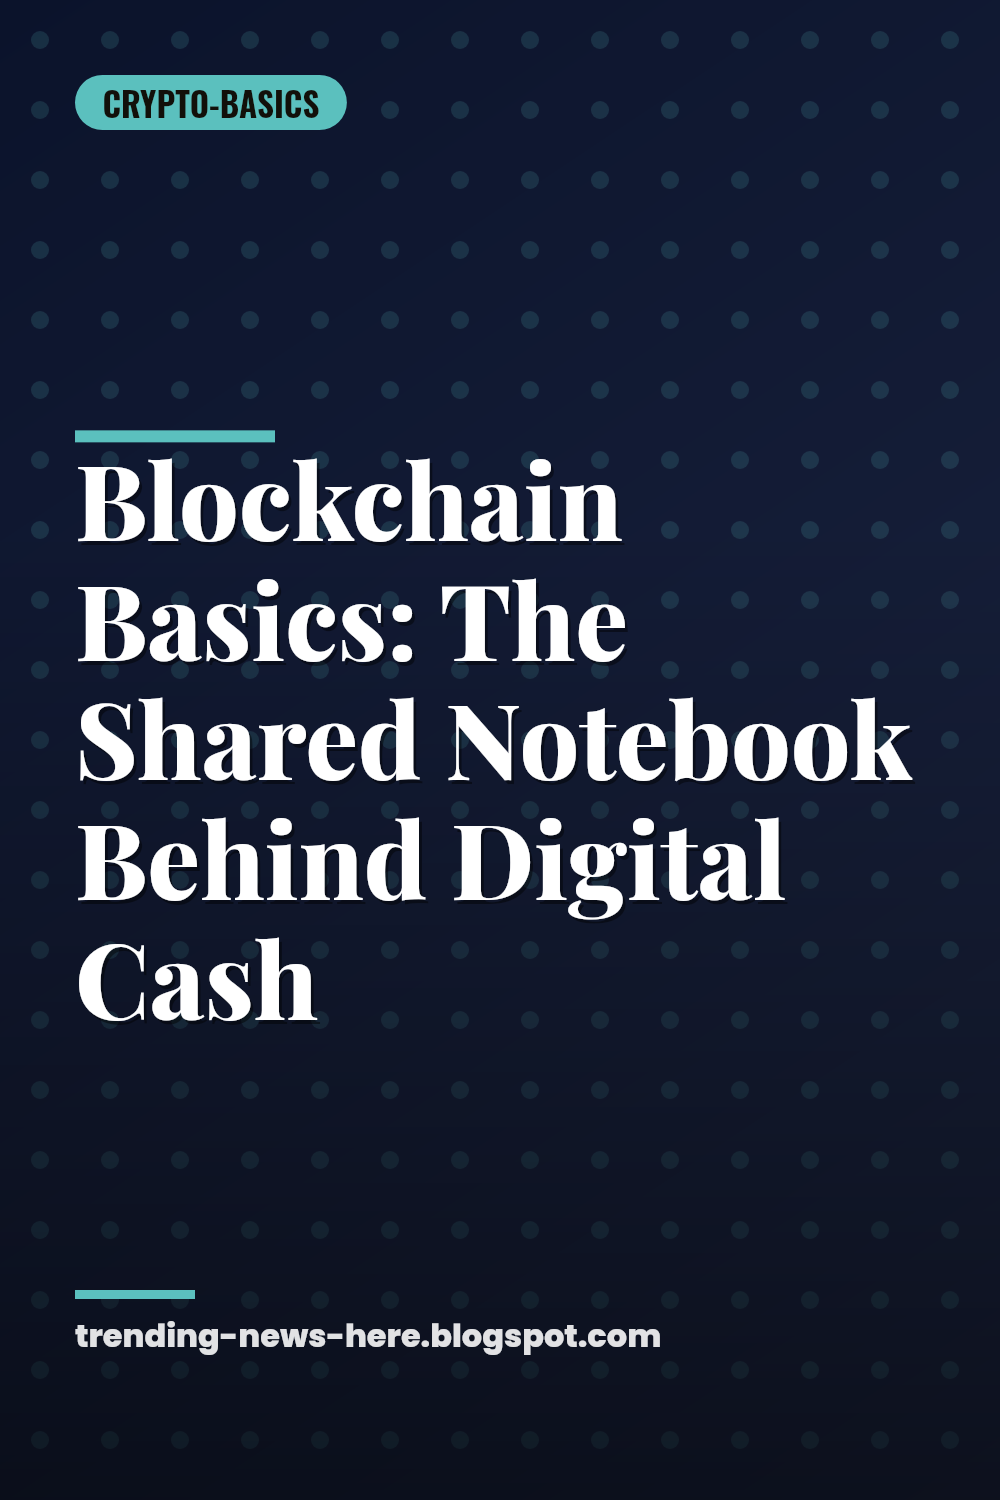 CRYPTO-BASICS
Blockchain
Basics: The
Shared Notebook
Behind Digital
Cash
trending-news-here.blogspot.com